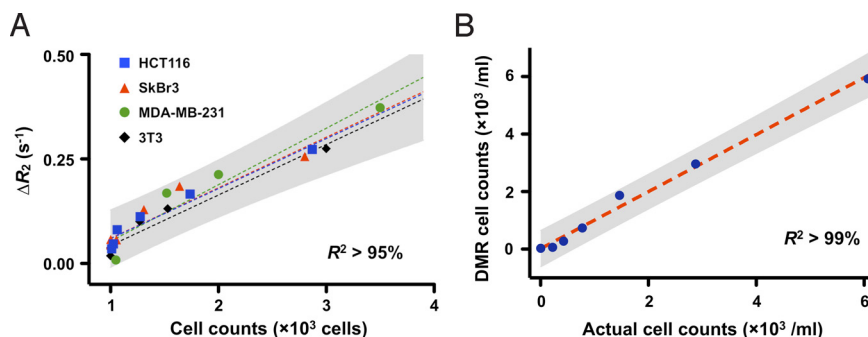 A
0.50
HCT116
SkBr3
MDA-MB-231
3T3
0.25
0.00
ΔR₂ (s⁻¹)
R² > 95%
1 2 3 4
Cell counts (×10³ cells)
B
6
4
2
0
DMR cell counts (×10³ /ml)
R² > 99%
0 2 4 6
Actual cell counts (×10³ /ml)